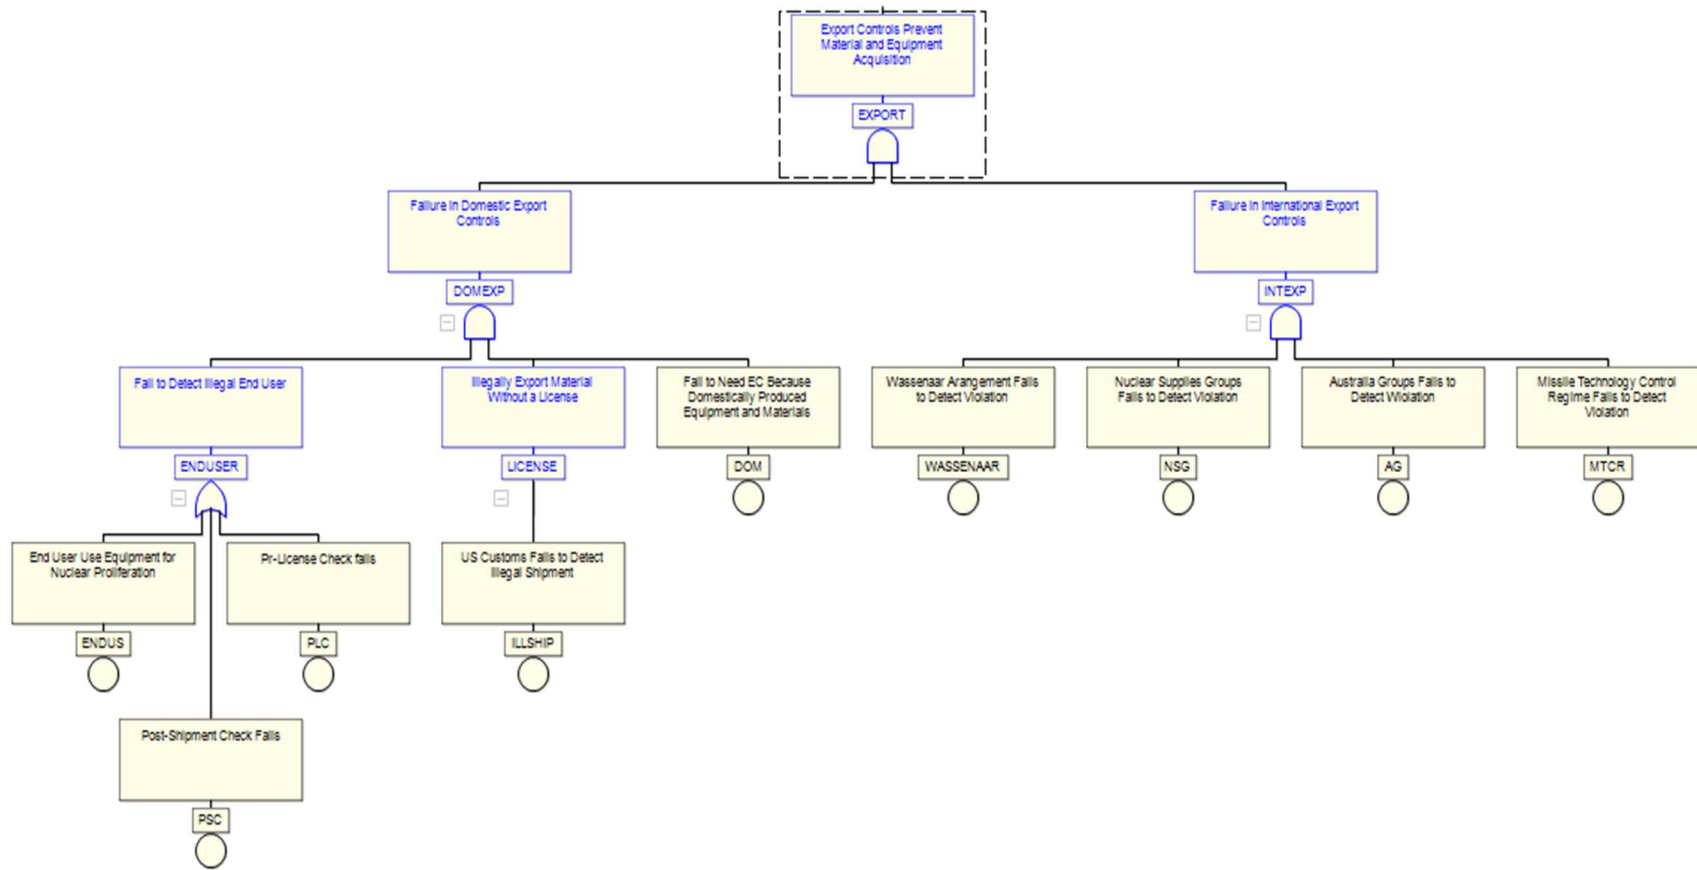 Export Controls Prevent
Material and Equipment
Acquisition
EXPORT
Failure in Domestic Export
Controls
DOMEXP
Failure in International Export
Controls
INTEXP
Fail to Detect Illegal End User
ENDUSER
Illegally Export Material
Without a License
LICENSE
Fail to Need EC Because
Domestically Produced
Equipment and Materials
DOM
Wassenaar Arangement Fails
to Detect Violation
WASSENAAR
Nuclear Supplies Groups
Fails to Detect Violation
NSG
Australia Groups Fails to
Detect Wiolation
AG
Missile Technology Control
Regime Fails to Detect
Violation
MTCR
End User Use Equipment for
Nuclear Proliferation
ENDUS
Pr-License Check fails
PLC
US Customs Fails to Detect
Illegal Shipment
ILLSHIP
Post-Shipment Check Fails
PSC